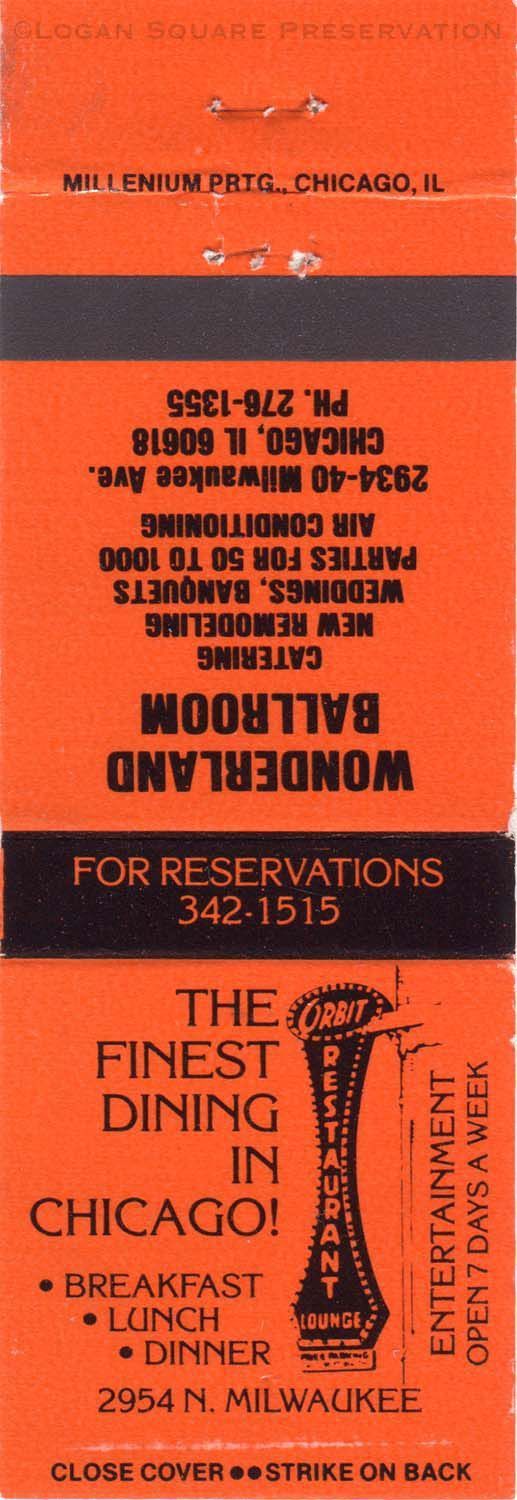 ©LOGAN SQUARE PRESERVATION
MILLENIUM PRTG., CHICAGO, IL
WONDERLAND
BALLROOM
CATERING
NEW REMODELING
WEDDINGS, BANQUETS
PARTIES FOR 50 TO 1000
AIR CONDITIONING
2934-40 Milwaukee Ave.
CHICAGO, IL 60618
PH. 276-1355
FOR RESERVATIONS
342-1515
THE
FINEST
DINING
IN
CHICAGO!
• BREAKFAST
• LUNCH
• DINNER
ORBIT
RESTAURANT
LOUNGE
FREE PARKING
ENTERTAINMENT
OPEN 7 DAYS A WEEK
2954 N. MILWAUKEE
CLOSE COVER ●● STRIKE ON BACK